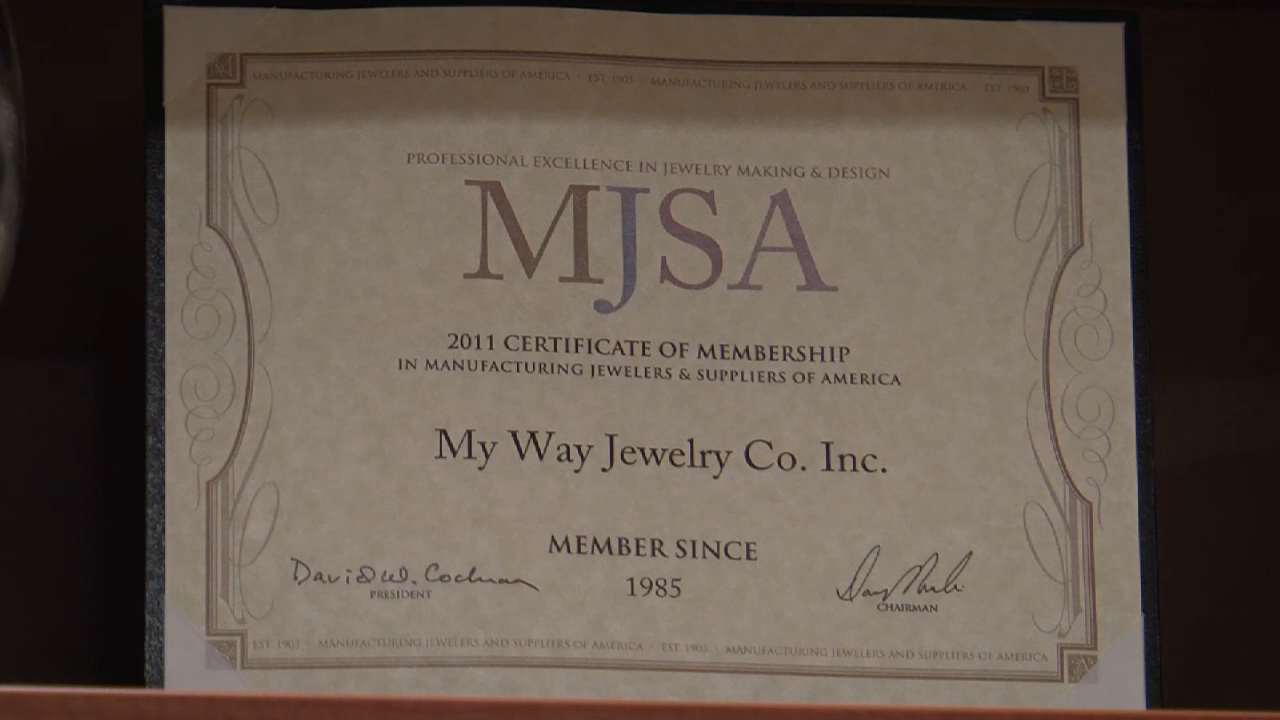 MANUFACTURING JEWELERS AND SUPPLIERS OF AMERICA · EST. 1903 · MANUFACTURING JEWELERS AND SUPPLIERS OF AMERICA · EST. 1903
PROFESSIONAL EXCELLENCE IN JEWELRY MAKING & DESIGN
MJSA
2011 CERTIFICATE OF MEMBERSHIP
IN MANUFACTURING JEWELERS & SUPPLIERS OF AMERICA
My Way Jewelry Co. Inc.
MEMBER SINCE
1985
David W. Cochran
PRESIDENT
CHAIRMAN
EST. 1903 · MANUFACTURING JEWELERS AND SUPPLIERS OF AMERICA · EST. 1903 · MANUFACTURING JEWELERS AND SUPPLIERS OF AMERICA